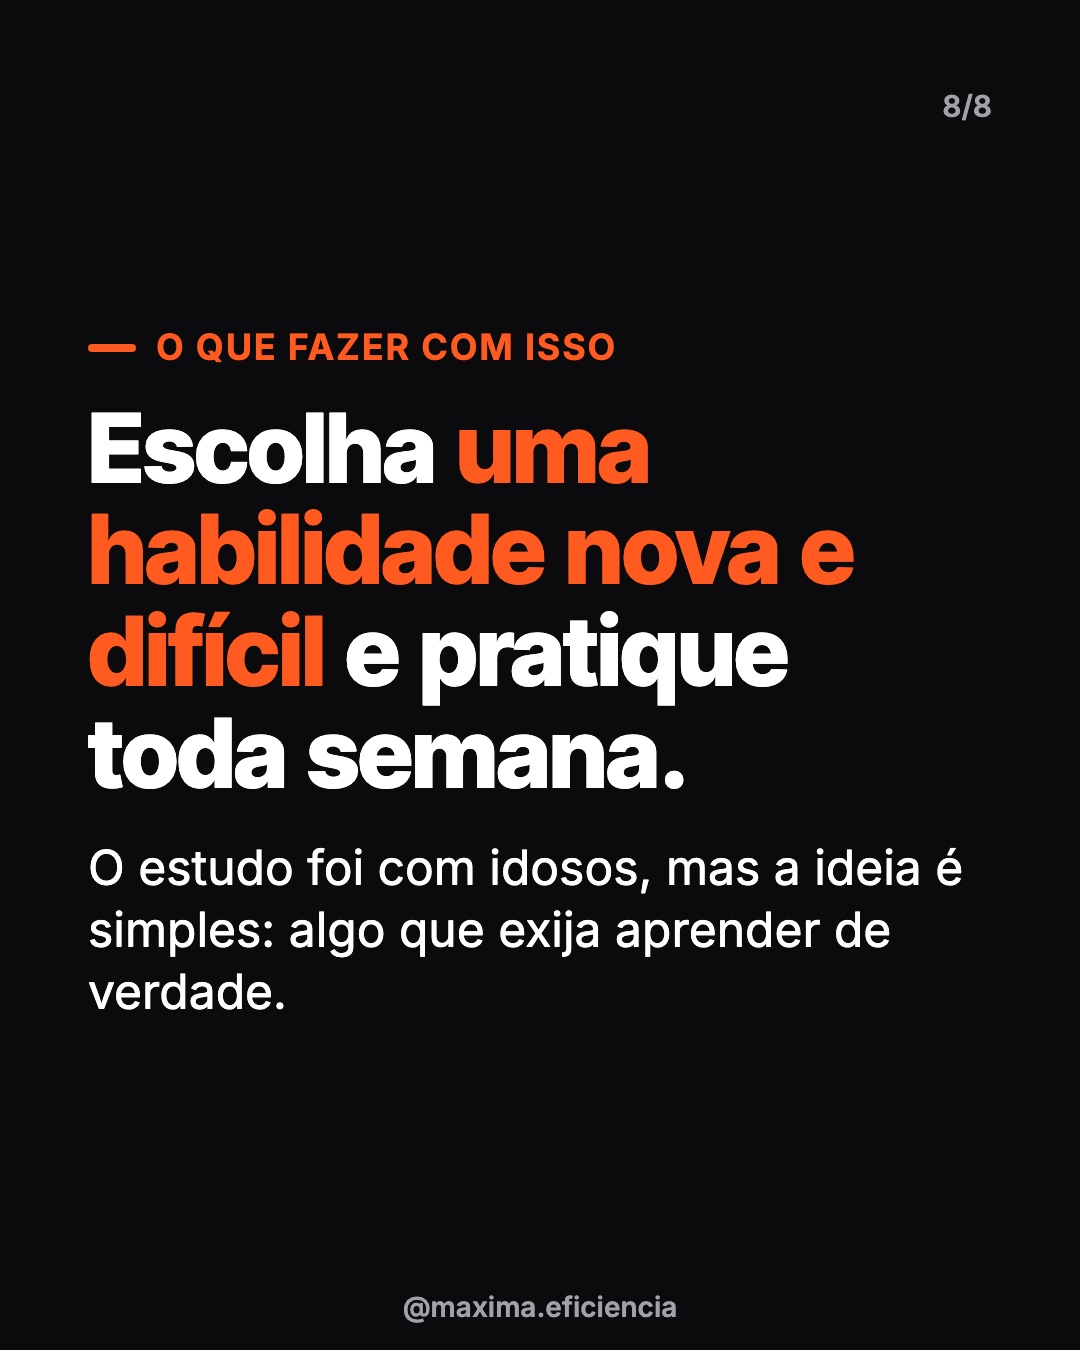 8/8
O QUE FAZER COM ISSO
Escolha uma
habilidade nova e
difícil e pratique
toda semana.
O estudo foi com idosos, mas a ideia é
simples: algo que exija aprender de
verdade.
@maxima.eficiencia